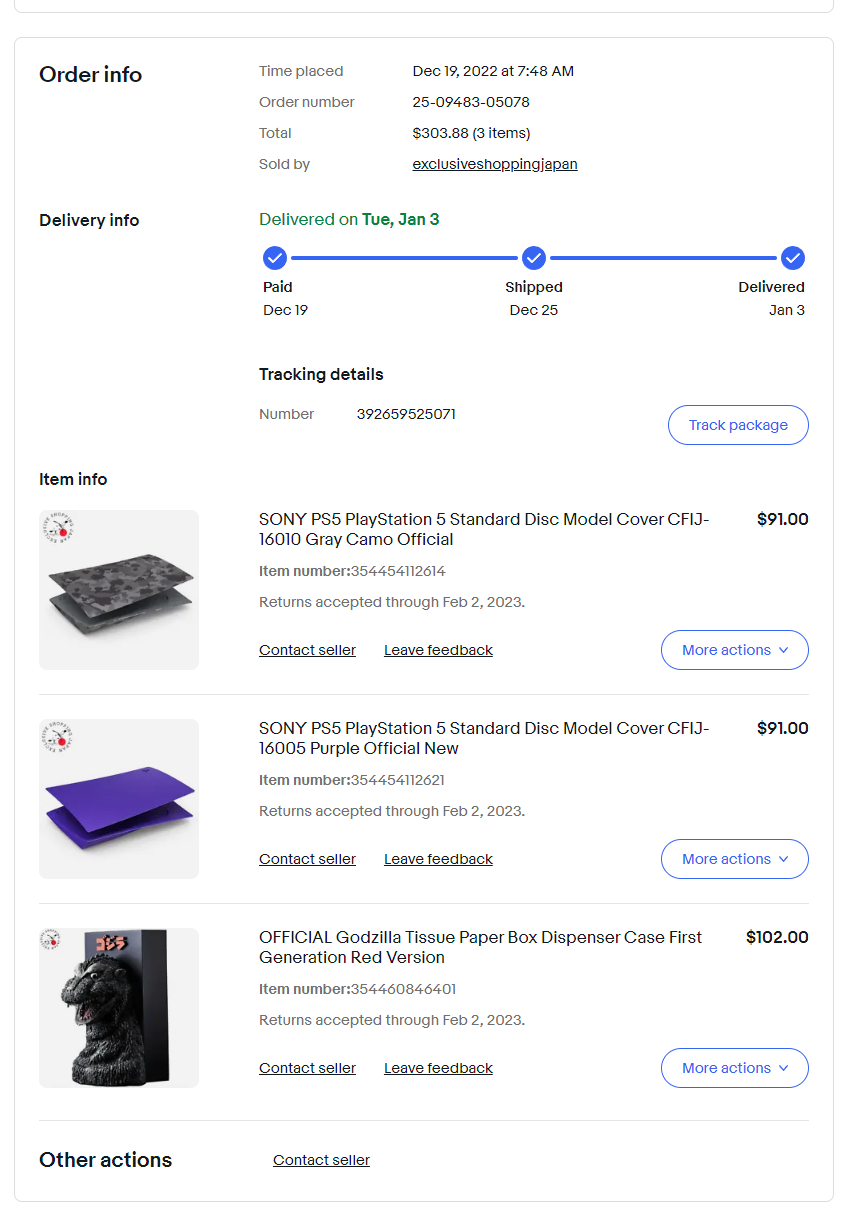 Order info
Time placed Dec 19, 2022 at 7:48 AM
Order number 25-09483-05078
Total $303.88 (3 items)
Sold by exclusiveshoppingjapan
Delivery info
Delivered on Tue, Jan 3
Paid Shipped Delivered
Dec 19 Dec 25 Jan 3
Tracking details
Number 392659525071
Track package
Item info
SONY PS5 PlayStation 5 Standard Disc Model Cover CFIJ- $91.00
16010 Gray Camo Official
Item number:354454112614
Returns accepted through Feb 2, 2023.
Contact seller Leave feedback More actions
SONY PS5 PlayStation 5 Standard Disc Model Cover CFIJ- $91.00
16005 Purple Official New
Item number:354454112621
Returns accepted through Feb 2, 2023.
Contact seller Leave feedback More actions
ゴジラ
OFFICIAL Godzilla Tissue Paper Box Dispenser Case First $102.00
Generation Red Version
Item number:354460846401
Returns accepted through Feb 2, 2023.
Contact seller Leave feedback More actions
Other actions Contact seller